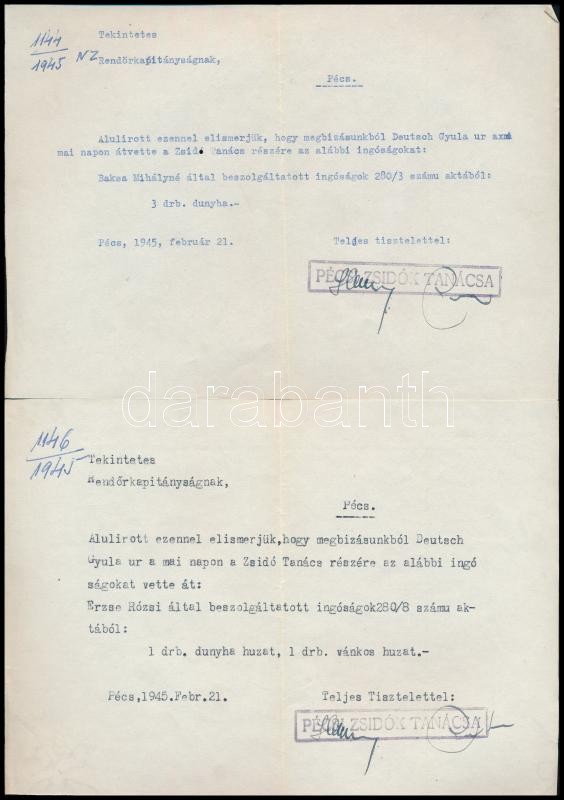 1144
1945 NZ
Tekintetes
Rendörkapitányságnak,
Pécs.
Alulirott ezennel elismerjük, hogy megbizásunkból Deutsch Gyula ur axmi
mai napon átvette a Zsidó Tanács részére az alábbi ingóságokat:
Baksa Mihályné által beszolgáltatott ingóságok 280/3 számu aktából:
3 drb. dunyha.-
Pécs, 1945, február 21.
Teljes tisztelettel:
PÉCSI ZSIDÓK TANÁCSA
darabanth
1146
1945
Tekintetes
Rendőrkapitányságnak,
Pécs.
Alulirott ezennel elismerjük,hogy megbizásunkból Deutsch
Gyula ur a mai napon a Zsidó Tanács részére az alábbi ingó
ságokat vette át:
Erzse Rózsi által beszolgáltatott ingóságok280/8 számu ak-
tából:
1 drb. dunyha huzat, 1 drb. vánkos huzat.-
Pécs,1945.Febr.21.
Teljes Tisztelettel:
PÉCSI ZSIDÓK TANÁCSA